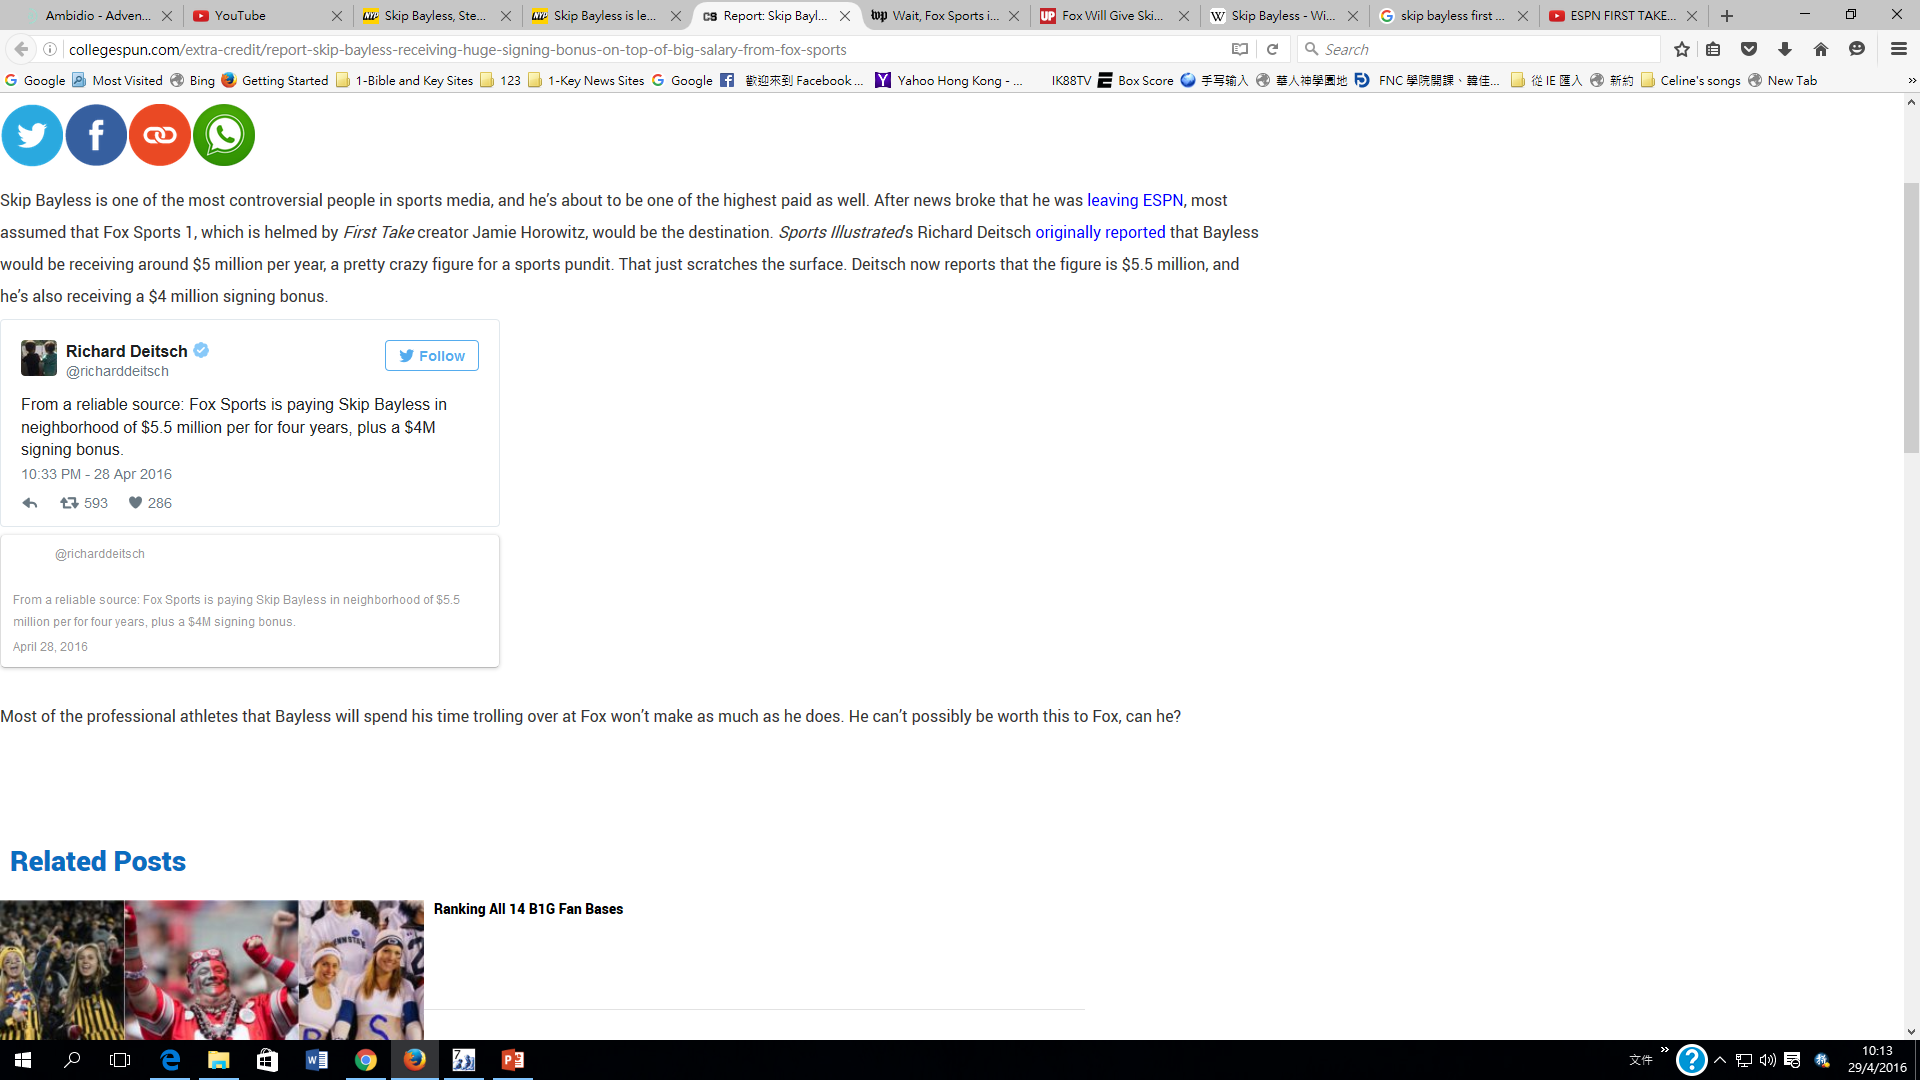 Ambidio - Adven...
YouTube
Skip Bayless, Ste...
Skip Bayless is le...
Report: Skip Bayl...
Wait, Fox Sports i...
Fox Will Give Ski...
Skip Bayless - Wi...
skip bayless first ...
ESPN FIRST TAKE...
collegespun.com/extra-credit/report-skip-bayless-receiving-huge-signing-bonus-on-top-of-big-salary-from-fox-sports
Search
Google Most Visited Bing Getting Started 1-Bible and Key Sites 123 1-Key News Sites Google 歡迎來到 Facebook ... Yahoo Hong Kong - ... IK88TV Box Score 手写输入 華人神學園地 FNC 學院開課、韓佳... 從 IE 匯入 新約 Celine's songs New Tab
Skip Bayless is one of the most controversial people in sports media, and he’s about to be one of the highest paid as well. After news broke that he was leaving ESPN, most
assumed that Fox Sports 1, which is helmed by First Take creator Jamie Horowitz, would be the destination. Sports Illustrated's Richard Deitsch originally reported that Bayless
would be receiving around $5 million per year, a pretty crazy figure for a sports pundit. That just scratches the surface. Deitsch now reports that the figure is $5.5 million, and
he’s also receiving a $4 million signing bonus.
Richard Deitsch
@richarddeitsch
Follow
From a reliable source: Fox Sports is paying Skip Bayless in
neighborhood of $5.5 million per for four years, plus a $4M
signing bonus.
10:33 PM - 28 Apr 2016
593 286
@richarddeitsch
From a reliable source: Fox Sports is paying Skip Bayless in neighborhood of $5.5
million per for four years, plus a $4M signing bonus.
April 28, 2016
Most of the professional athletes that Bayless will spend his time trolling over at Fox won’t make as much as he does. He can’t possibly be worth this to Fox, can he?
Related Posts
Ranking All 14 B1G Fan Bases
文件
10:13
29/4/2016